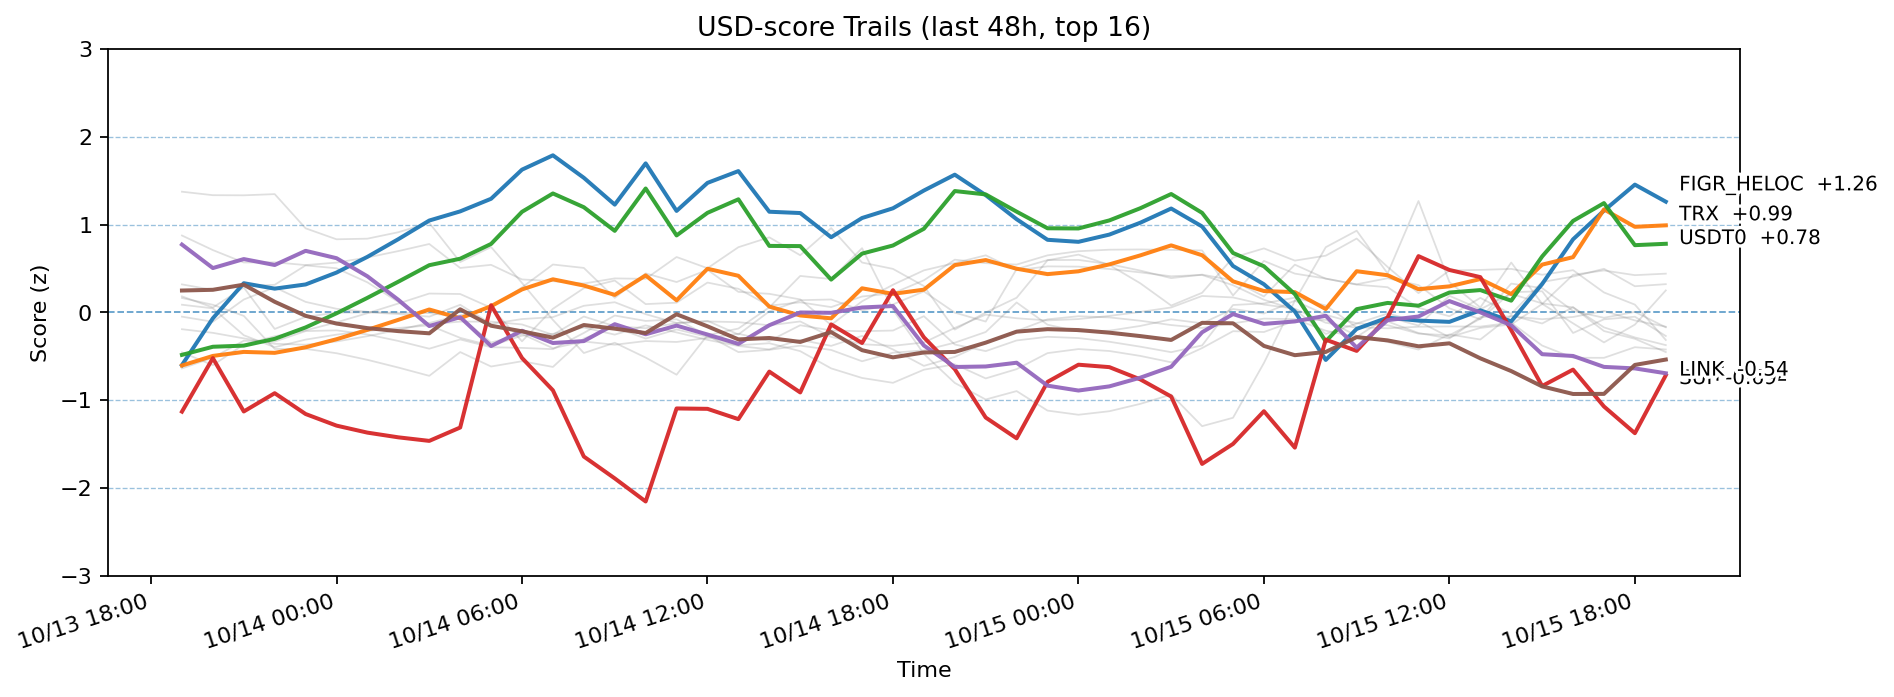 USD-score Trails (last 48h, top 16)
Score (z)
3
2
1
0
−1
−2
−3
FIGR_HELOC +1.26
TRX +0.99
USDT0 +0.78
LINK -0.54
10/13 18:00
10/14 00:00
10/14 06:00
10/14 12:00
10/14 18:00
10/15 00:00
10/15 06:00
10/15 12:00
10/15 18:00
Time